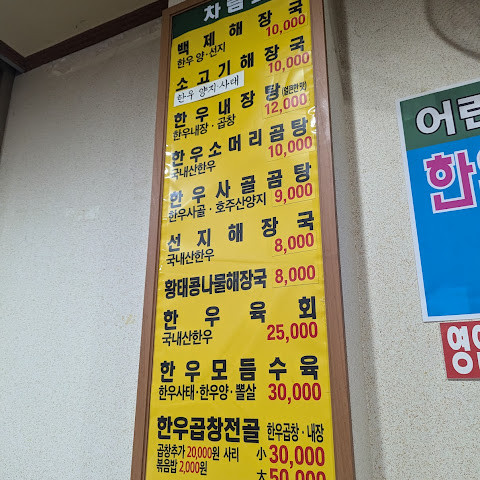 차림표
백제해장국 10,000
한우 양·선지
소고기해장국 10,000
한우 양지·사태
한우내장탕 (얼큰한맛) 12,000
한우내장·곱창
한우소머리곰탕 10,000
국내산한우
한우사골곰탕 9,000
한우사골·호주산양지
선지해장국 8,000
국내산한우
황태콩나물해장국 8,000
한우육회
국내산한우 25,000
한우모듬수육
한우사태·한우양·뽈살 30,000
한우곱창전골 한우곱창·내장
곱창추가 20,000원 사리 小 30,000
볶음밥 2,000원 大 50,000
어린
한
영업